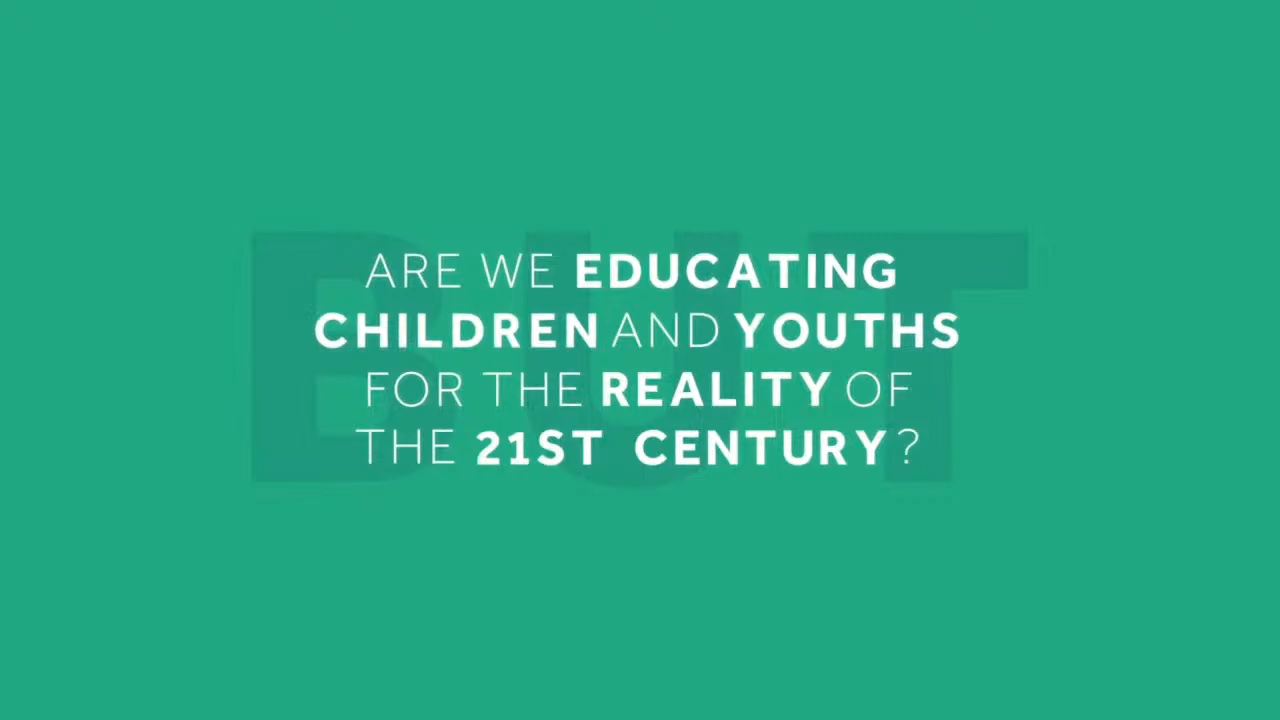 BUT
ARE WE EDUCATING
CHILDREN AND YOUTHS
FOR THE REALITY OF
THE 21ST CENTURY?